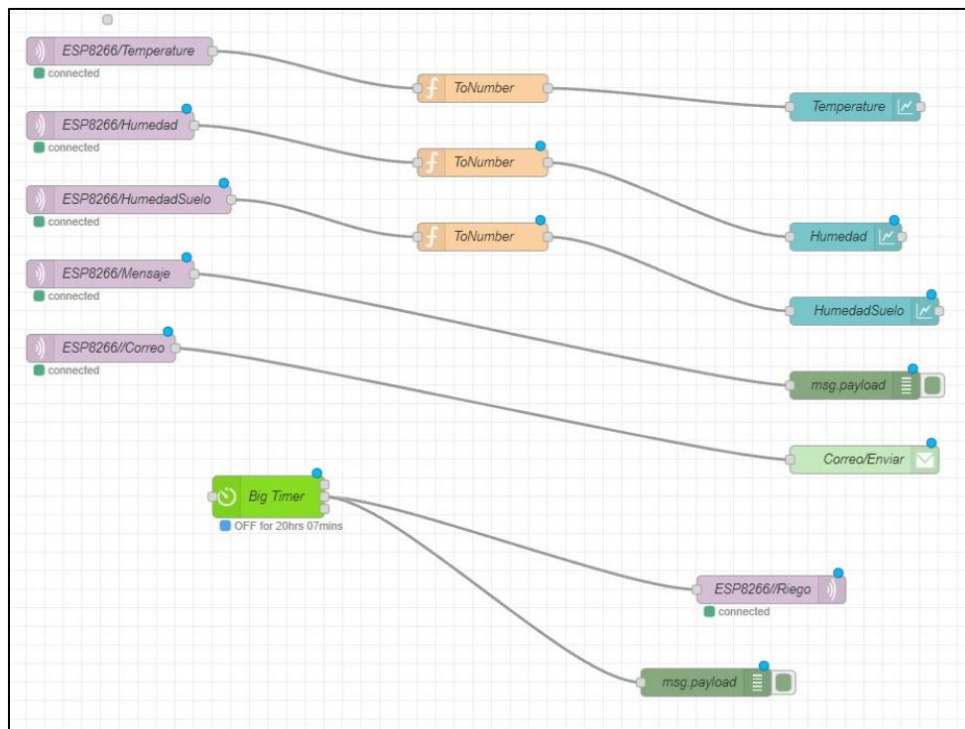 ESP8266/Temperature
connected
ToNumber
Temperature
ESP8266/Humedad
connected
ToNumber
Humedad
ESP8266/HumedadSuelo
connected
ToNumber
HumedadSuelo
ESP8266/Mensaje
connected
msg.payload
ESP8266//Correo
connected
Correo/Enviar
Big Timer
OFF for 20hrs 07mins
ESP8266//Riego
connected
msg.payload